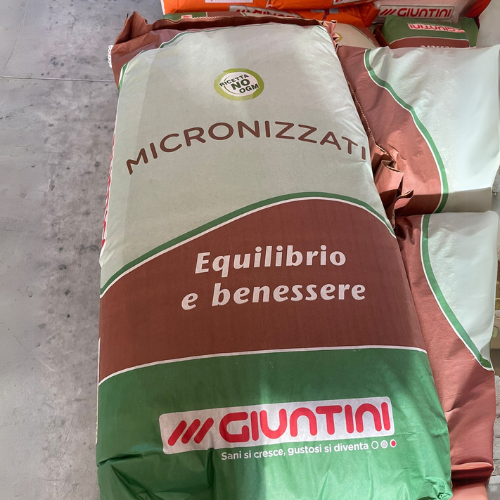 GIUNTINI
RICETTA
NO
OGM
MICRONIZZATI
Equilibrio
e benessere
GIUNTINI
Sani si cresce, gustosi si diventa